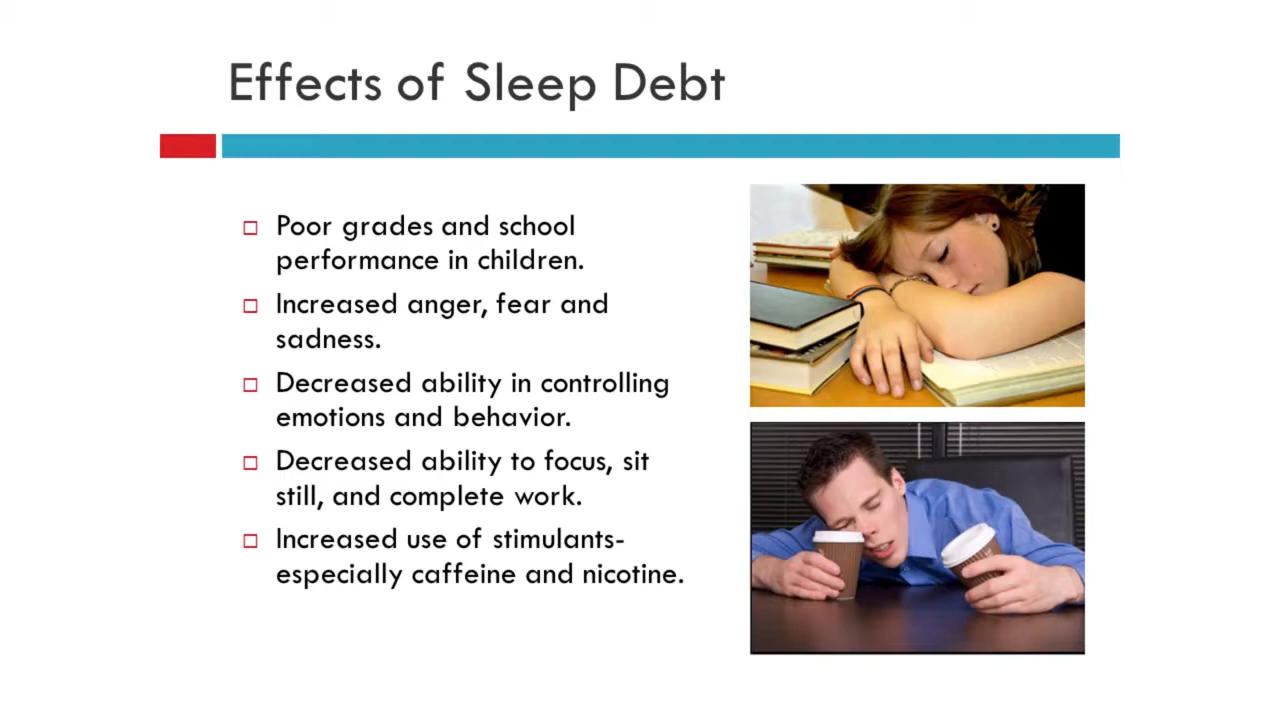 Effects of Sleep Debt
Poor grades and school
performance in children.
Increased anger, fear and
sadness.
Decreased ability in controlling
emotions and behavior.
Decreased ability to focus, sit
still, and complete work.
Increased use of stimulants-
especially caffeine and nicotine.